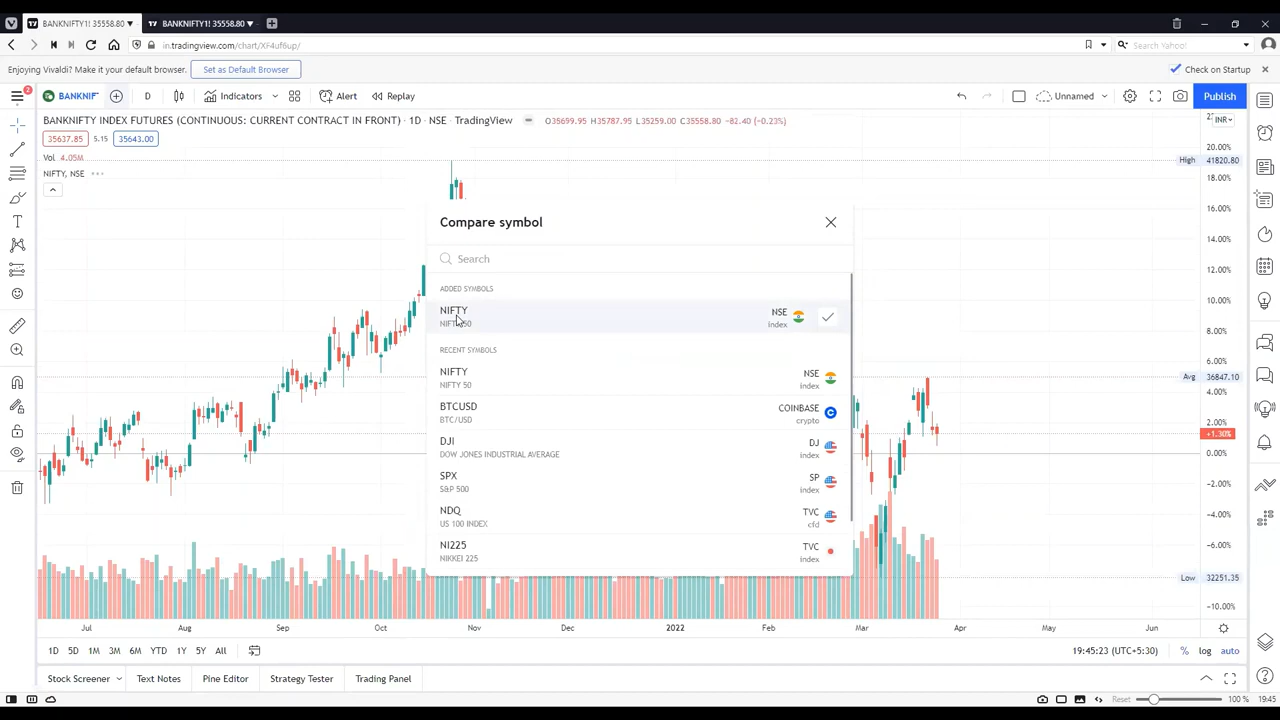 BANKNIFTY1! 35558.80 ▼
BANKNIFTY1! 35558.80 ▼
in.tradingview.com/chart/XF4uf6up/
Search Yahoo!
Enjoying Vivaldi? Make it your default browser.
Set as Default Browser
Check on Startup
BANKNIF
D
Indicators
Alert
Replay
Unnamed
Publish
BANKNIFTY INDEX FUTURES (CONTINUOUS: CURRENT CONTRACT IN FRONT) · 1D · NSE · TradingView
O35699.95 H35787.95 L35259.00 C35558.80 −82.40 (−0.23%)
INR
35637.85 5.15 35643.00
Vol 4.05M
NIFTY, NSE
20.00%
High 41820.80
18.00%
16.00%
14.00%
12.00%
10.00%
8.00%
6.00%
Avg 36847.10
4.00%
2.00%
+1.30%
0.00%
−2.00%
−4.00%
−6.00%
Low 32251.35
−10.00%
Compare symbol
Search
ADDED SYMBOLS
NIFTY
NSE
index
RECENT SYMBOLS
NIFTY
NIFTY 50
NSE
index
BTCUSD
BTC/USD
COINBASE
crypto
DJI
DOW JONES INDUSTRIAL AVERAGE
DJ
index
SPX
S&P 500
SP
index
NDQ
US 100 INDEX
TVC
cfd
NI225
NIKKEI 225
TVC
index
Jul Aug Sep Oct Nov Dec 2022 Feb Mar Apr May Jun
1D 5D 1M 3M 6M YTD 1Y 5Y All
19:45:23 (UTC+5:30)
% log auto
Stock Screener Text Notes Pine Editor Strategy Tester Trading Panel
Reset 100 % 19:45